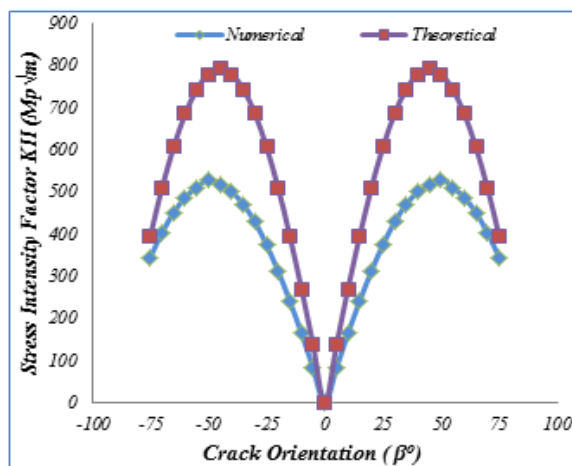 Numerical Theoretical
Stress Intensity Factor KII (Mp√m)
900
800
700
600
500
400
300
200
100
0
-100 -75 -50 -25 0 25 50 75 100
Crack Orientation (β°)